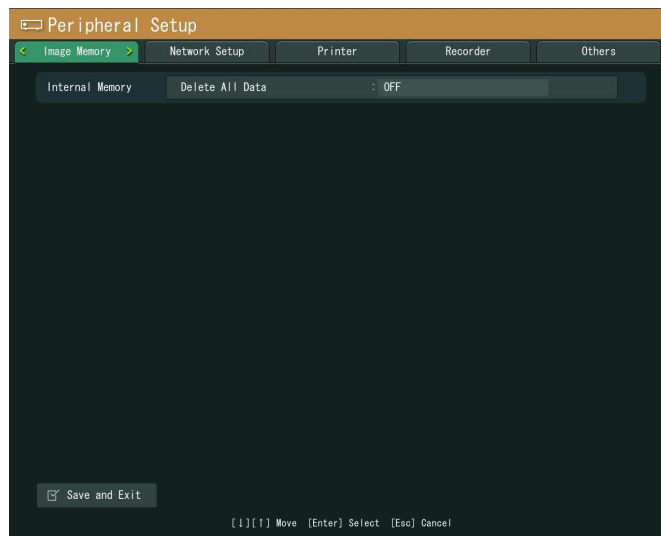 Peripheral Setup
< Image Memory > Network Setup Printer Recorder Others
Internal Memory Delete All Data : OFF
Save and Exit
[↓][↑] Move [Enter] Select [Esc] Cancel